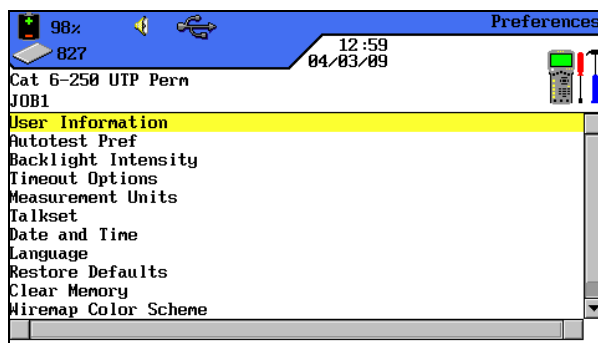 98%
Preferences
827
12:59
04/03/09
Cat 6-250 UTP Perm
JOB1
User Information
Autotest Pref
Backlight Intensity
Timeout Options
Measurement Units
Talkset
Date and Time
Language
Restore Defaults
Clear Memory
Wiremap Color Scheme